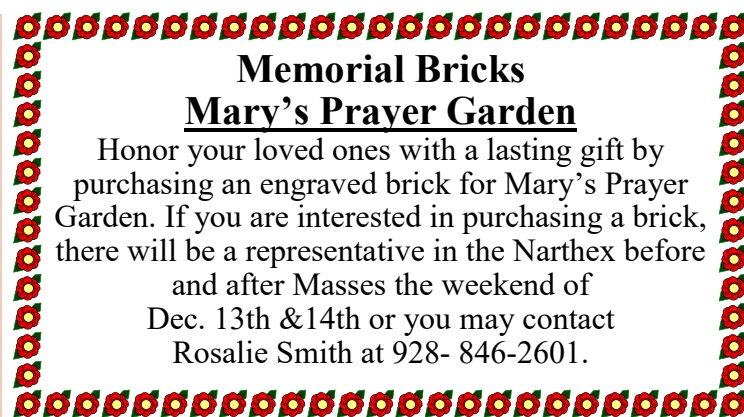 Memorial Bricks
Mary’s Prayer Garden
Honor your loved ones with a lasting gift by
purchasing an engraved brick for Mary’s Prayer
Garden. If you are interested in purchasing a brick,
there will be a representative in the Narthex before
and after Masses the weekend of
Dec. 13th &14th or you may contact
Rosalie Smith at 928- 846-2601.